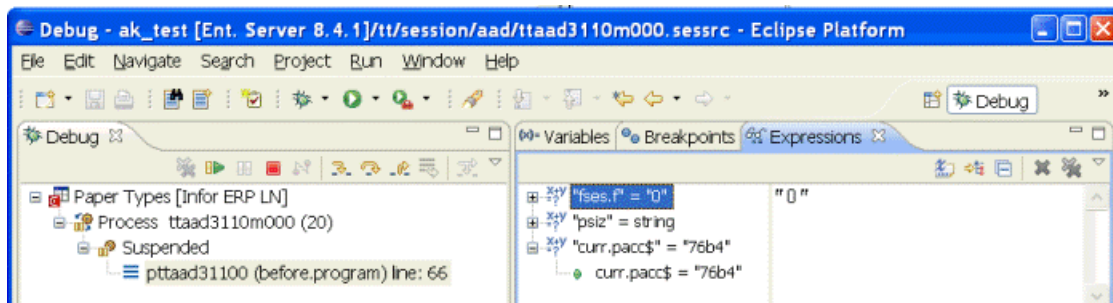 Debug - ak_test [Ent. Server 8.4.1]/tt/session/aad/ttaad3110m000.sessrc - Eclipse Platform
File Edit Navigate Search Project Run Window Help
Debug
»
Debug
Variables Breakpoints Expressions
Paper Types [Infor ERP LN]
Process ttaad3110m000 (20)
Suspended
pttaad31100 (before.program) line: 66
"fses.f" = "0"
"psiz" = string
"curr.pacc$" = "76b4"
curr.pacc$ = "76b4"
"0"